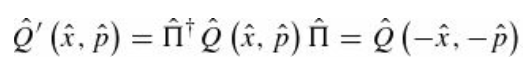 Q̂′ (x̂, p̂) = Π̂† Q̂ (x̂, p̂) Π̂ = Q̂ (−x̂, −p̂)